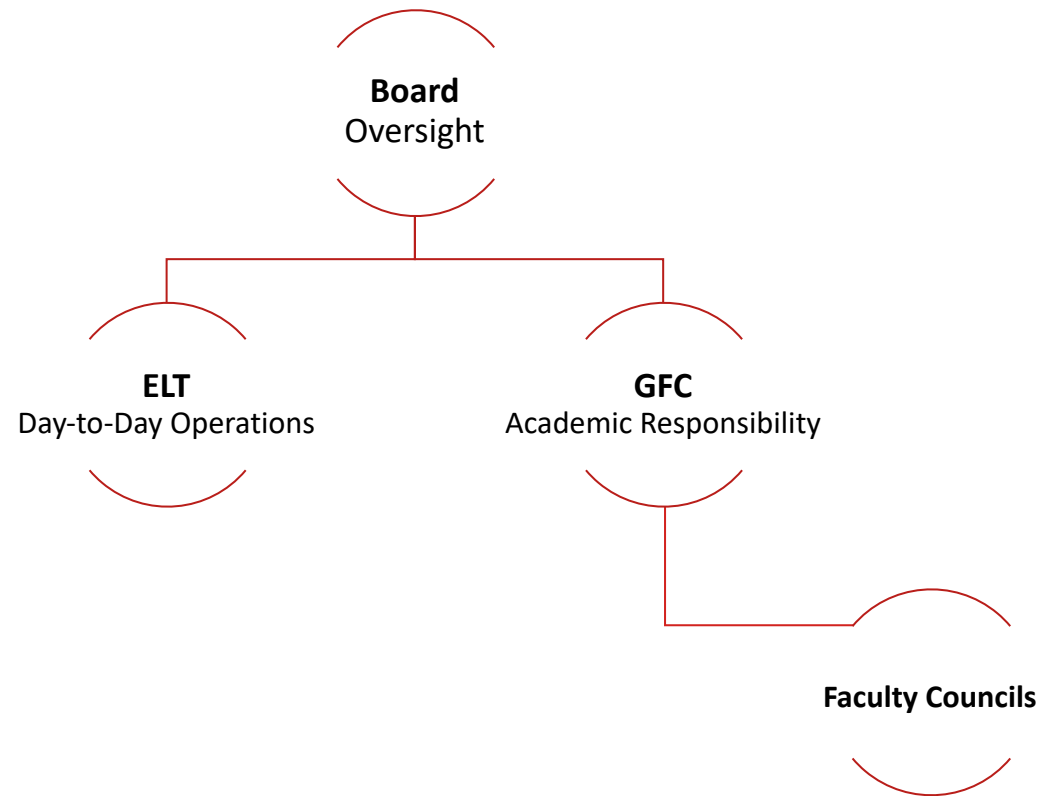 Board
Oversight
ELT
Day-to-Day Operations
GFC
Academic Responsibility
Faculty Councils